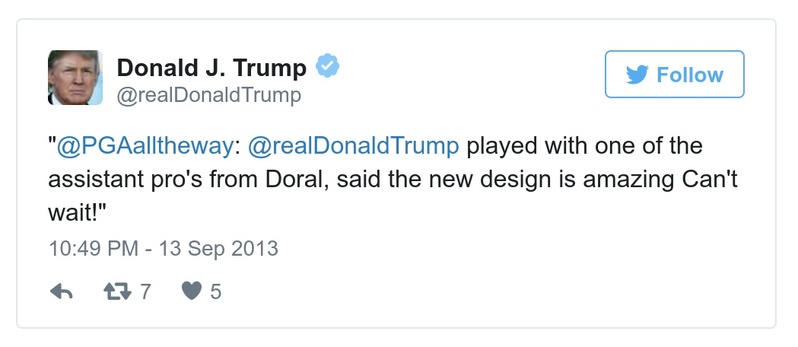 Donald J. Trump
@realDonaldTrump
Follow
"@PGAalltheway: @realDonaldTrump played with one of the
assistant pro's from Doral, said the new design is amazing Can't
wait!"
10:49 PM - 13 Sep 2013
7 5